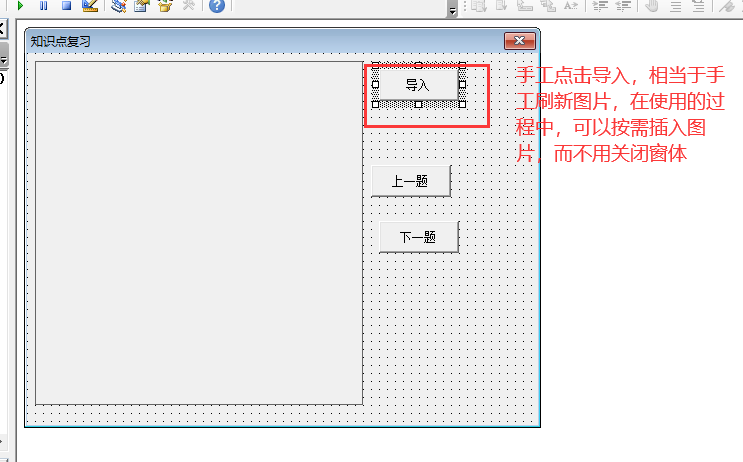 知识点复习
导入
手工点击导入，相当于手
工刷新图片，在使用的过
程中，可以按需插入图
片，而不用关闭窗体
上一题
下一题